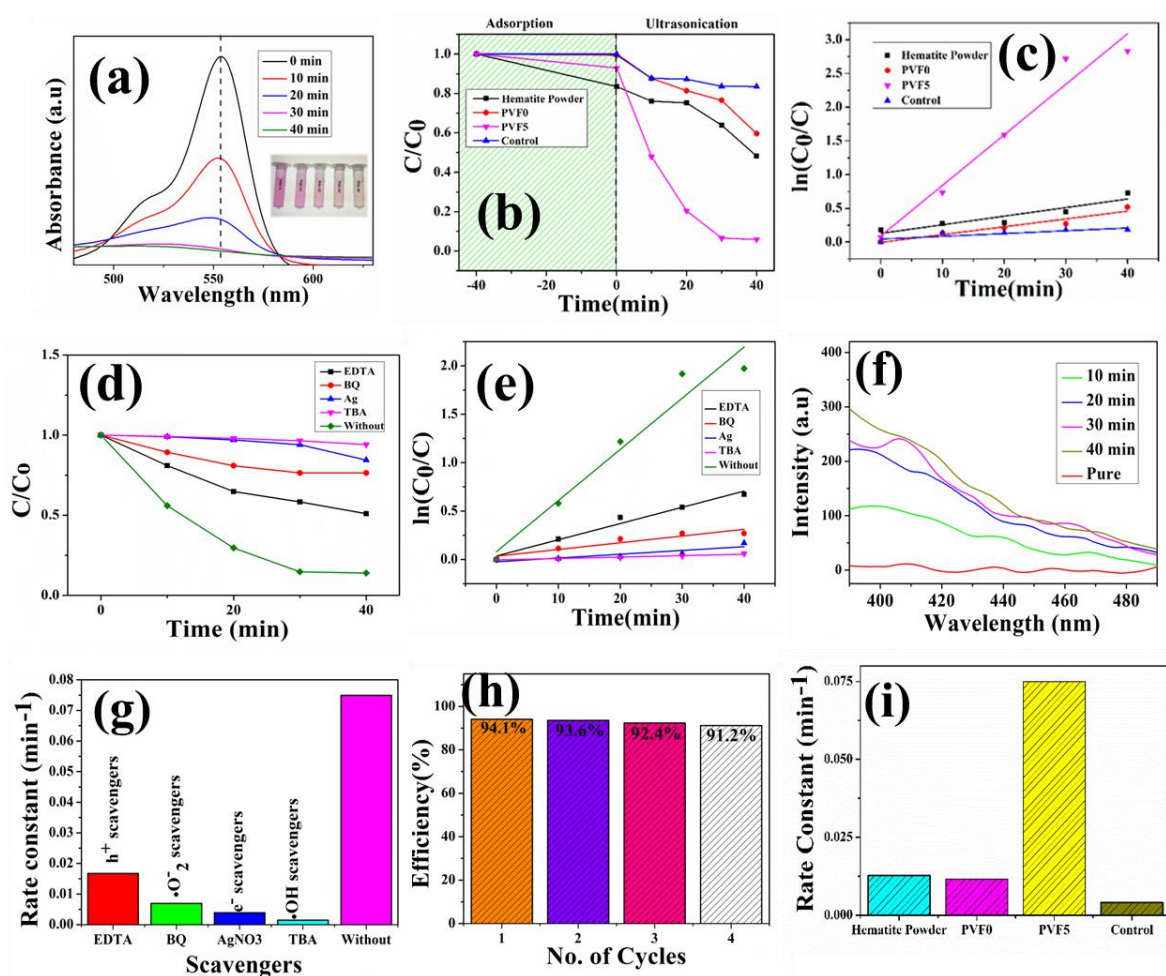 (a)
Absorbance (a.u)
0 min
10 min
20 min
30 min
40 min
500
550
600
Wavelength (nm)
(b)
Adsorption
Ultrasonication
C/C0
1.0
0.8
0.6
0.4
0.2
0.0
Hematite Powder
PVF0
PVF5
Control
-40
-20
0
20
40
Time(min)
(c)
ln(C0/C)
3.0
2.5
2.0
1.5
1.0
0.5
0.0
Hematite Powder
PVF0
PVF5
Control
0
10
20
30
40
Time(min)
(d)
C/Co
1.5
1.0
0.5
0.0
EDTA
BQ
Ag
TBA
Without
0
10
20
30
40
Time (min)
(e)
ln(C0/C)
2.0
1.5
1.0
0.5
0.0
EDTA
BQ
Ag
TBA
Without
0
10
20
30
40
Time (min)
(f)
Intensity (a.u)
400
300
200
100
0
10 min
20 min
30 min
40 min
Pure
400
420
440
460
480
Wavelength (nm)
(g)
Rate constant (min-1)
0.08
0.07
0.06
0.05
0.04
0.03
0.02
0.01
0.00
h+ scavengers
•O-2 scavengers
e- scavengers
•OH scavengers
EDTA
BQ
AgNO3
TBA
Without
Scavengers
(h)
Efficiency(%)
100
80
60
40
20
0
94.1%
93.6%
92.4%
91.2%
1
2
3
4
No. of Cycles
(i)
Rate Constant (min-1)
0.075
0.050
0.025
0.000
Hematite Powder
PVF0
PVF5
Control